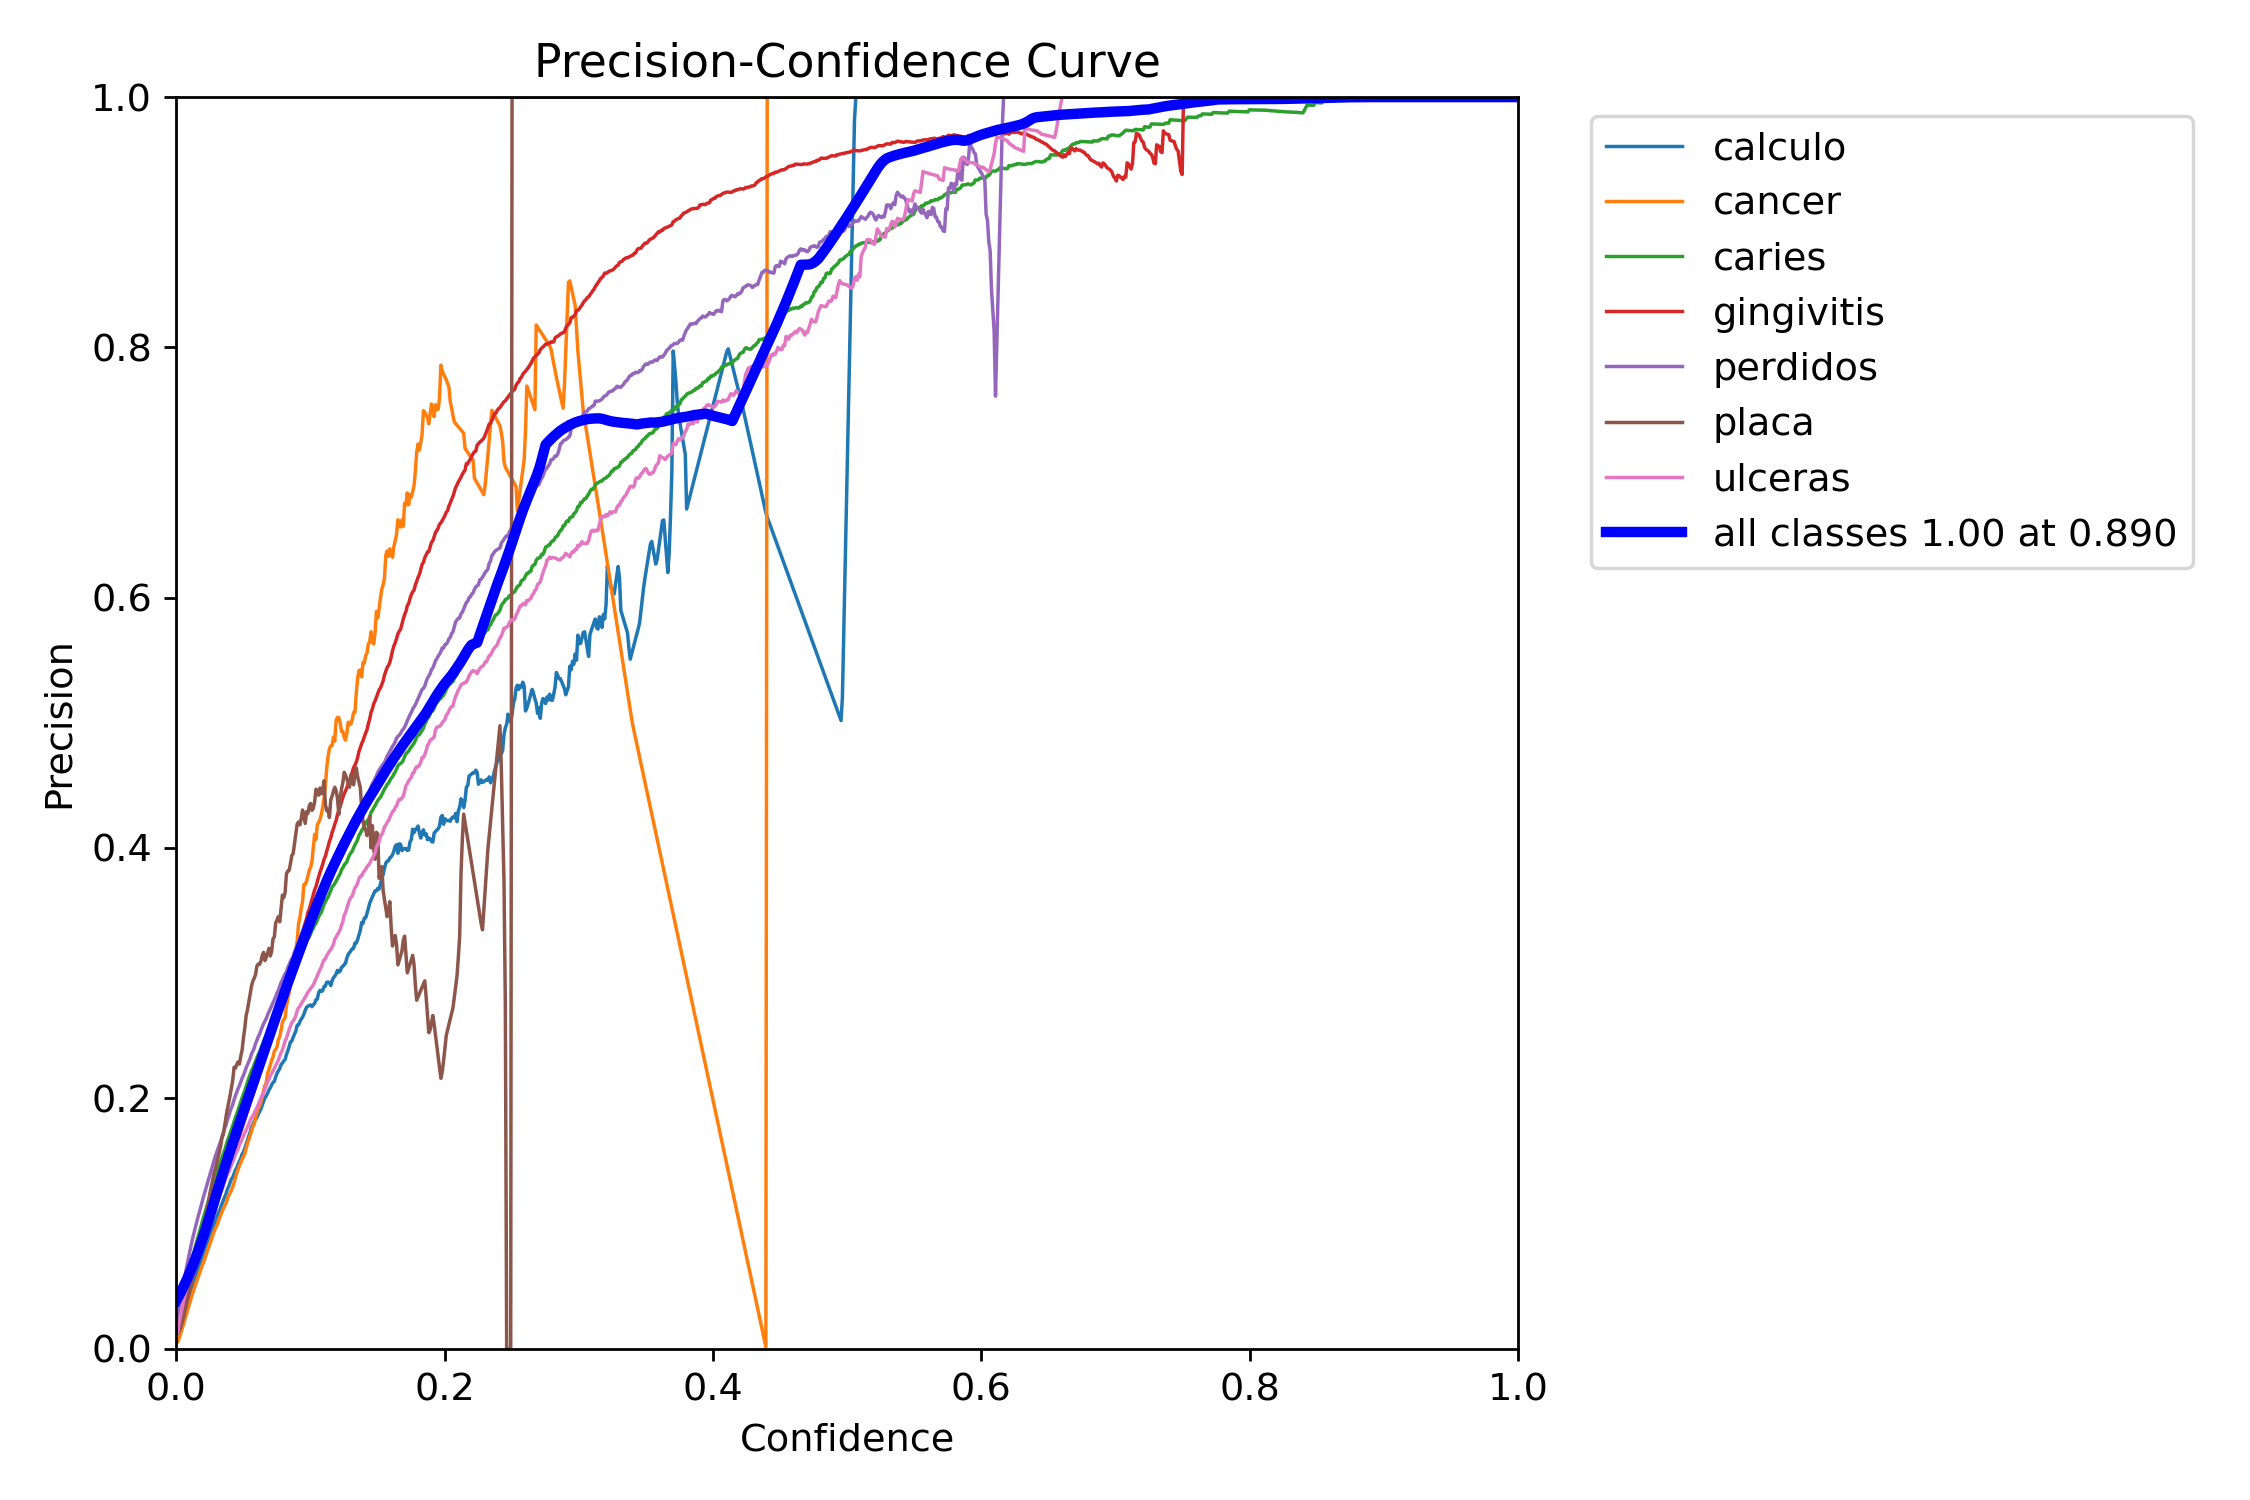 Precision-Confidence Curve
1.0
0.8
0.6
0.4
0.2
0.0
Precision
0.0 0.2 0.4 0.6 0.8 1.0
Confidence
calculo
cancer
caries
gingivitis
perdidos
placa
ulceras
all classes 1.00 at 0.890